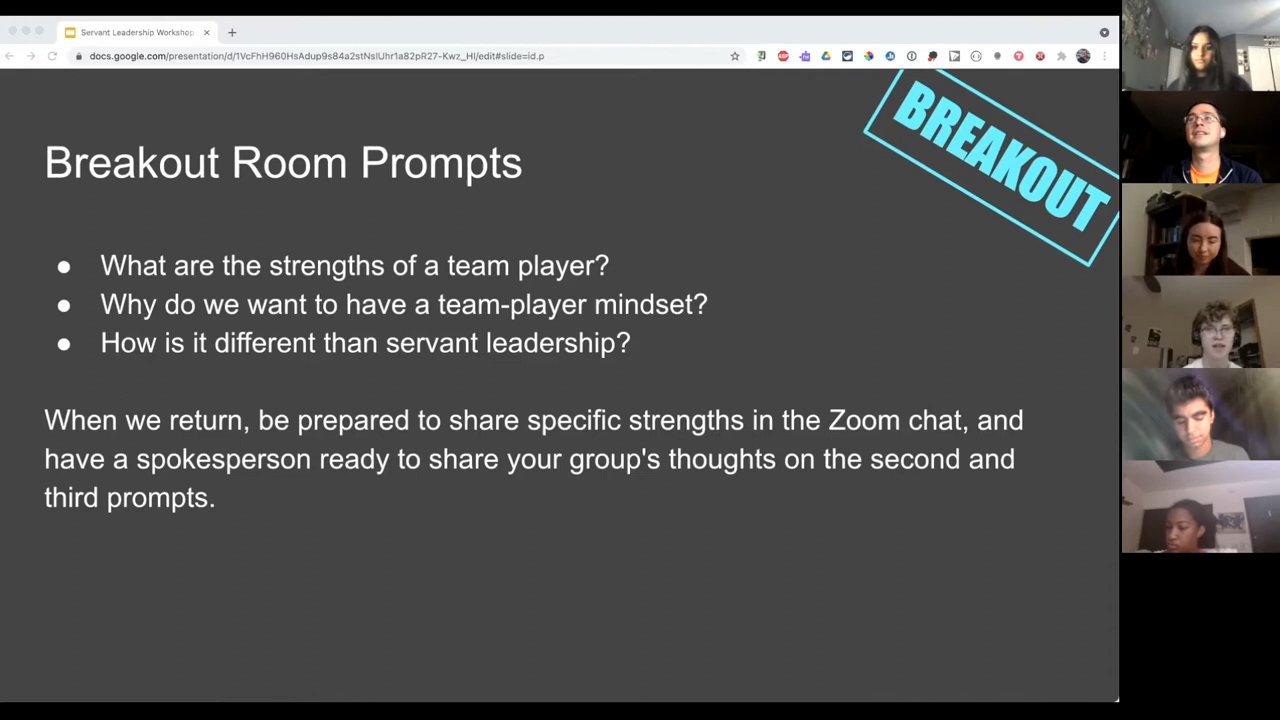 Servant Leadership Workshop
docs.google.com/presentation/d/1VcFhH960HsAdup9s84a2stNslUhr1a82pR27-Kwz_HI/edit#slide=id.p
BREAKOUT
Breakout Room Prompts
● What are the strengths of a team player?
● Why do we want to have a team-player mindset?
● How is it different than servant leadership?
When we return, be prepared to share specific strengths in the Zoom chat, and
have a spokesperson ready to share your group's thoughts on the second and
third prompts.